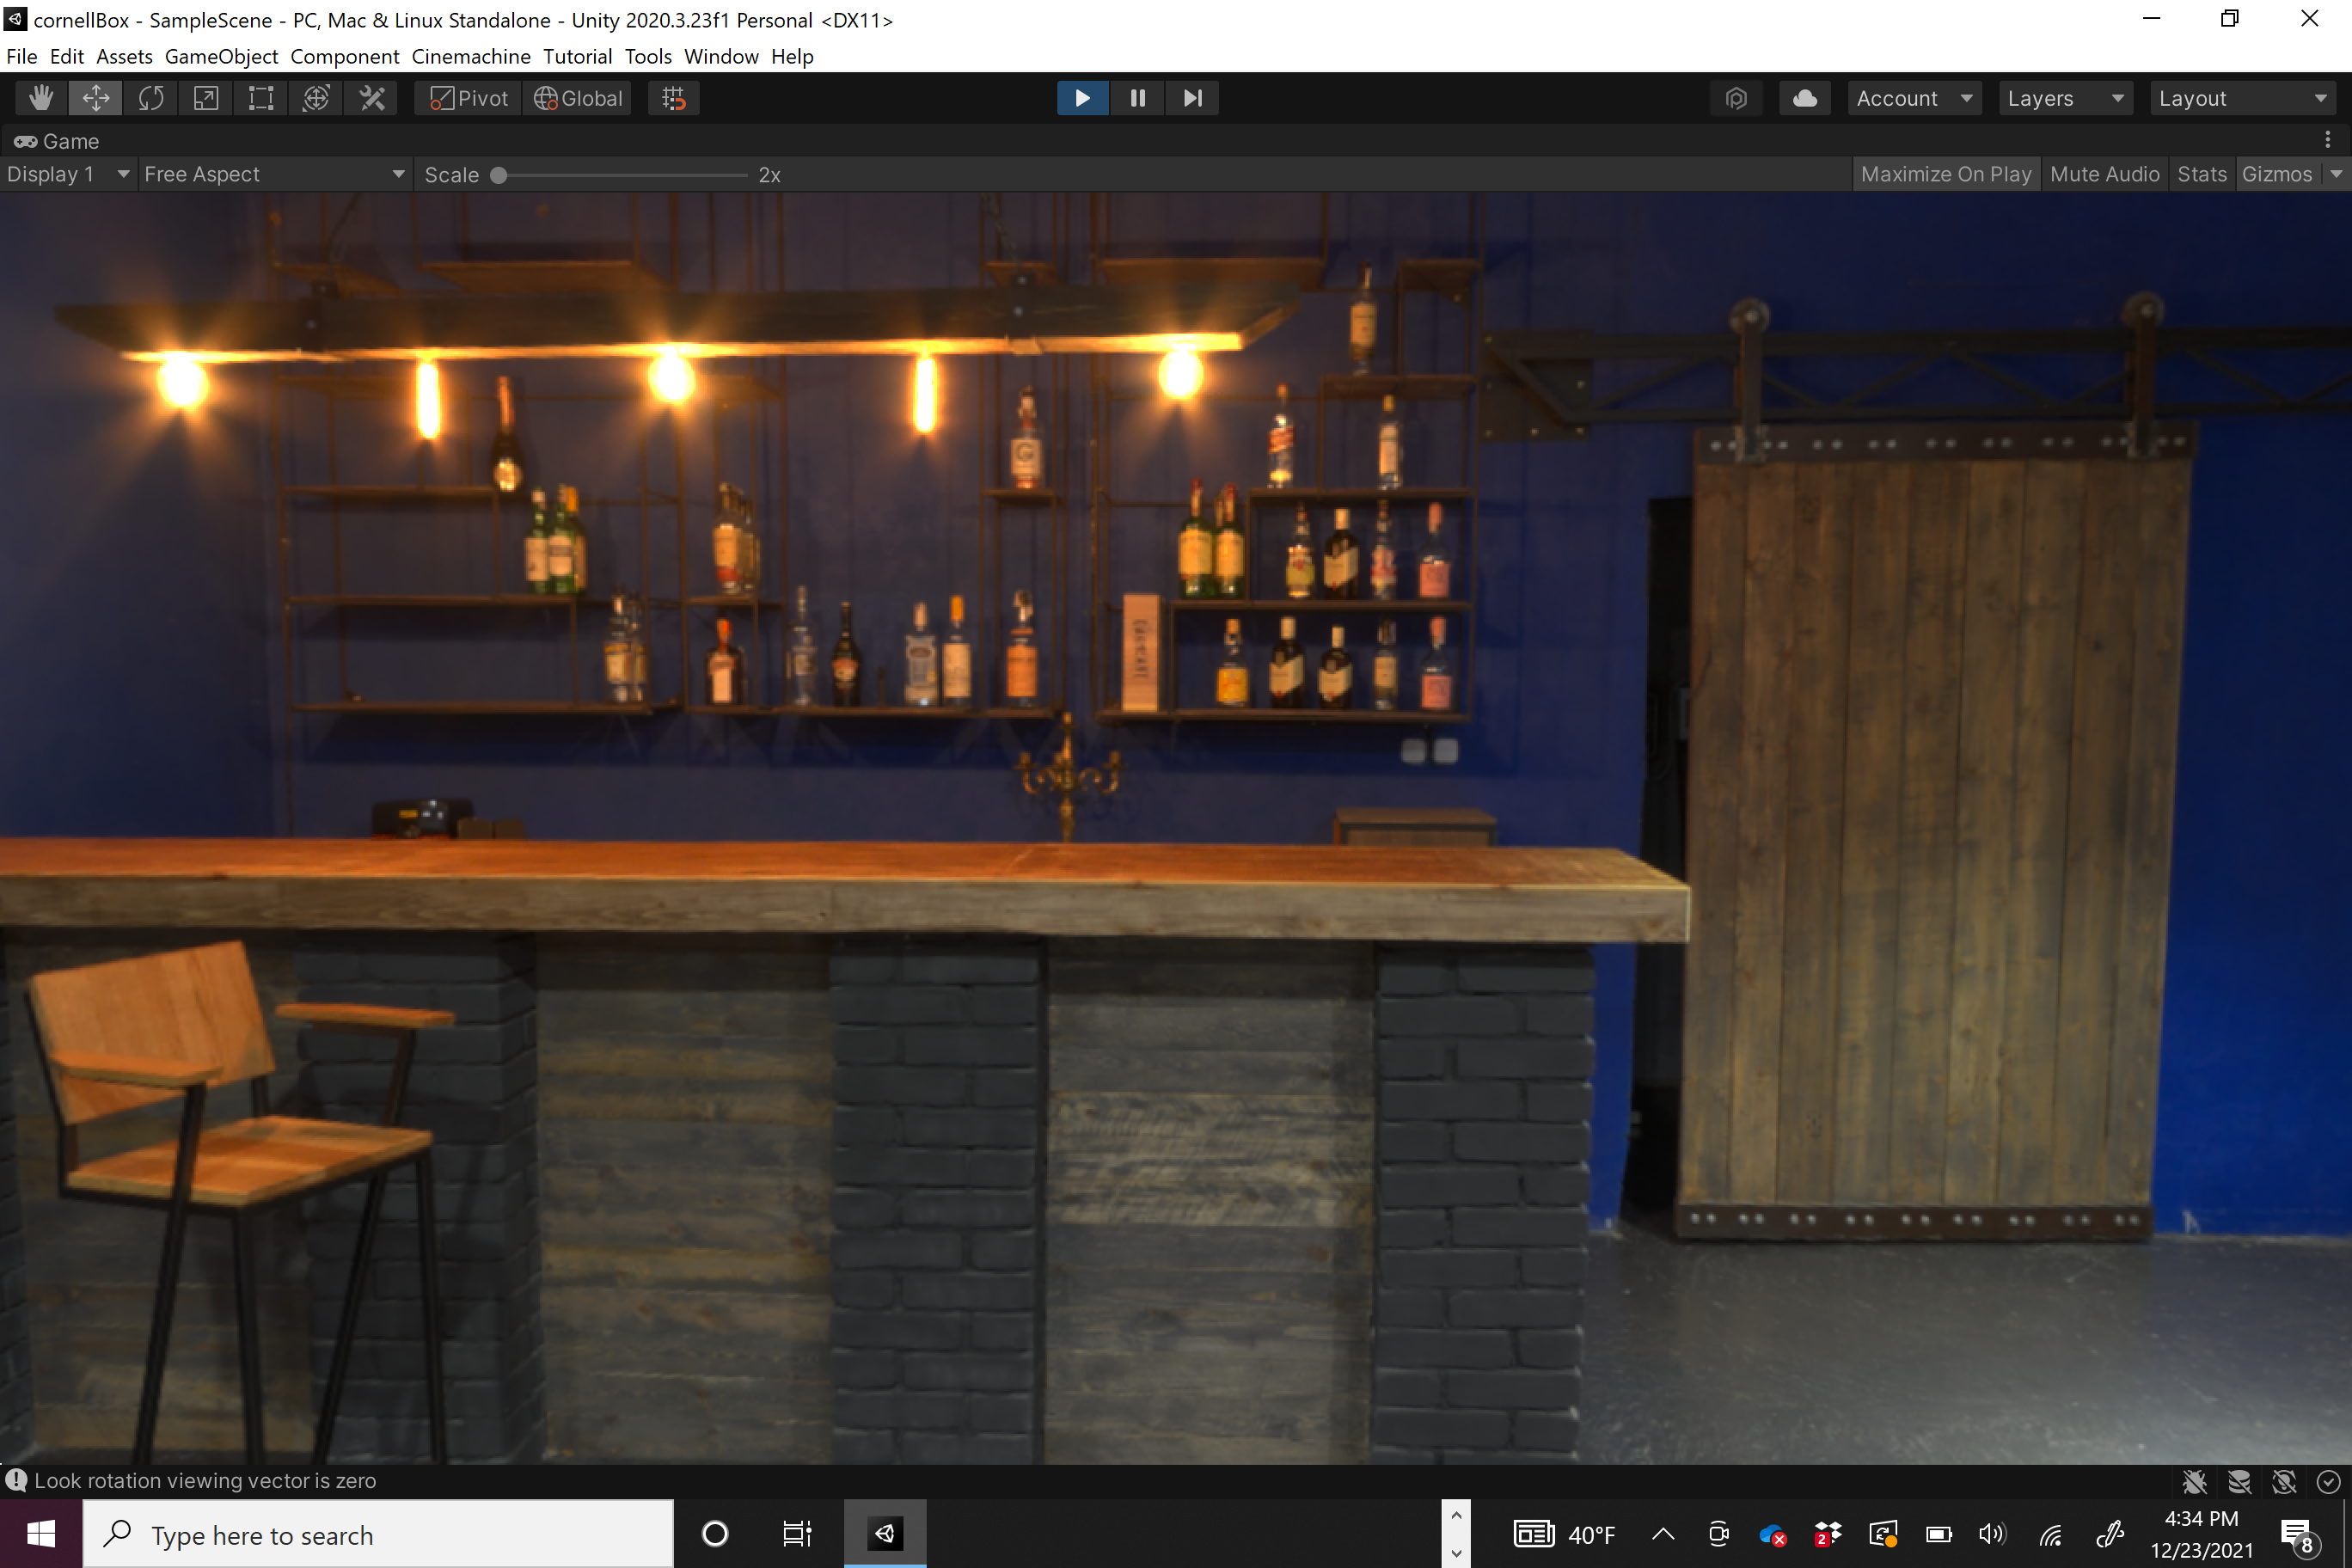 cornellBox - SampleScene - PC, Mac & Linux Standalone - Unity 2020.3.23f1 Personal <DX11>
File Edit Assets GameObject Component Cinemachine Tutorial Tools Window Help
Pivot Global Account Layers Layout
Game
Display 1 Free Aspect Scale 2x Maximize On Play Mute Audio Stats Gizmos
G
Look rotation viewing vector is zero
Type here to search
40°F
2
4:34 PM
12/23/2021
8